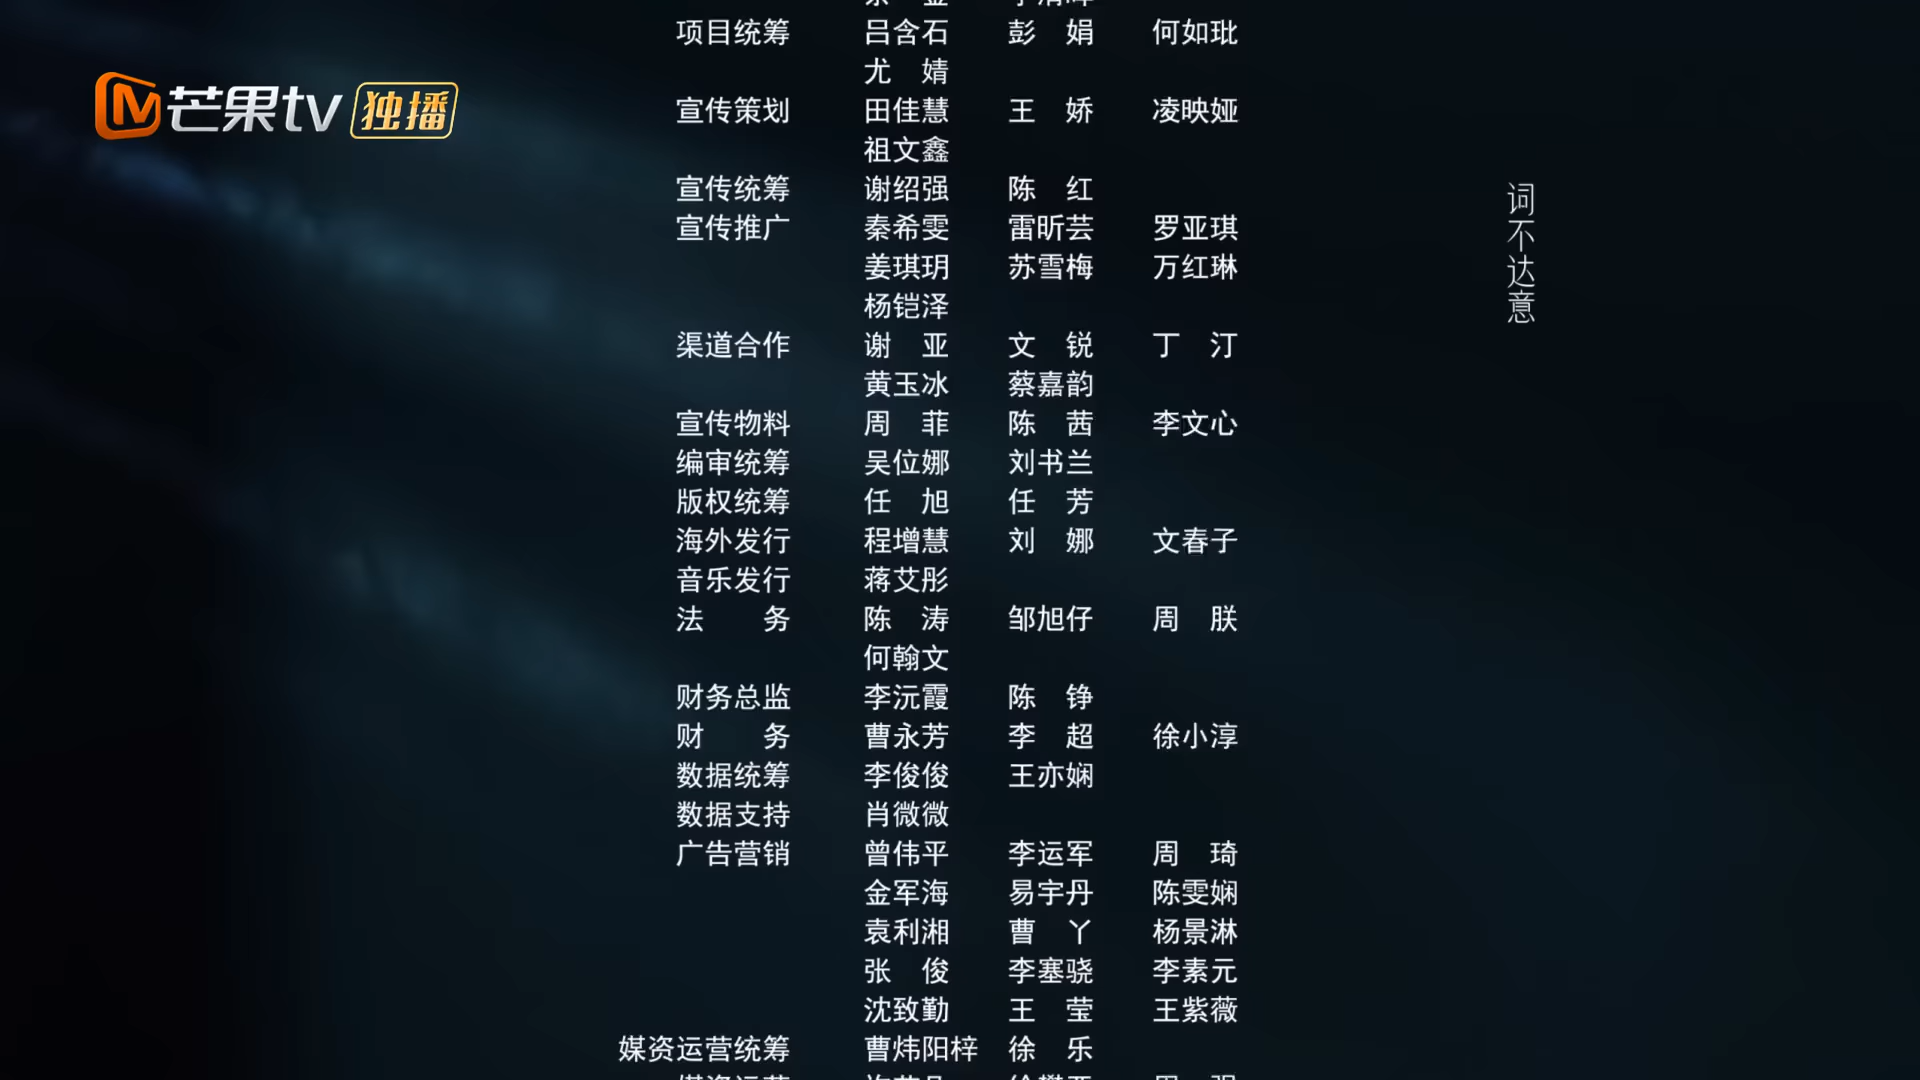 项目统筹 吕含石 彭 娟 何如玭
尤 婧
芒果tv 独播
宣传策划 田佳慧 王 娇 凌映娅
祖文鑫
宣传统筹 谢绍强 陈 红
词不达意
宣传推广 秦希雯 雷昕芸 罗亚琪
姜琪玥 苏雪梅 万红琳
杨铠泽
渠道合作 谢 亚 文 锐 丁 汀
黄玉冰 蔡嘉韵
宣传物料 周 菲 陈 茜 李文心
编审统筹 吴位娜 刘书兰
版权统筹 任 旭 任 芳
海外发行 程增慧 刘 娜 文春子
音乐发行 蒋艾彤
法 务 陈 涛 邹旭仔 周 朕
何翰文
财务总监 李沅霞 陈 铮
财 务 曹永芳 李 超 徐小淳
数据统筹 李俊俊 王亦娴
数据支持 肖微微
广告营销 曾伟平 李运军 周 琦
金军海 易宇丹 陈雯娴
袁利湘 曹 丫 杨景淋
张 俊 李塞骁 李素元
沈致勤 王 莹 王紫薇
媒资运营统筹 曹炜阳梓 徐 乐